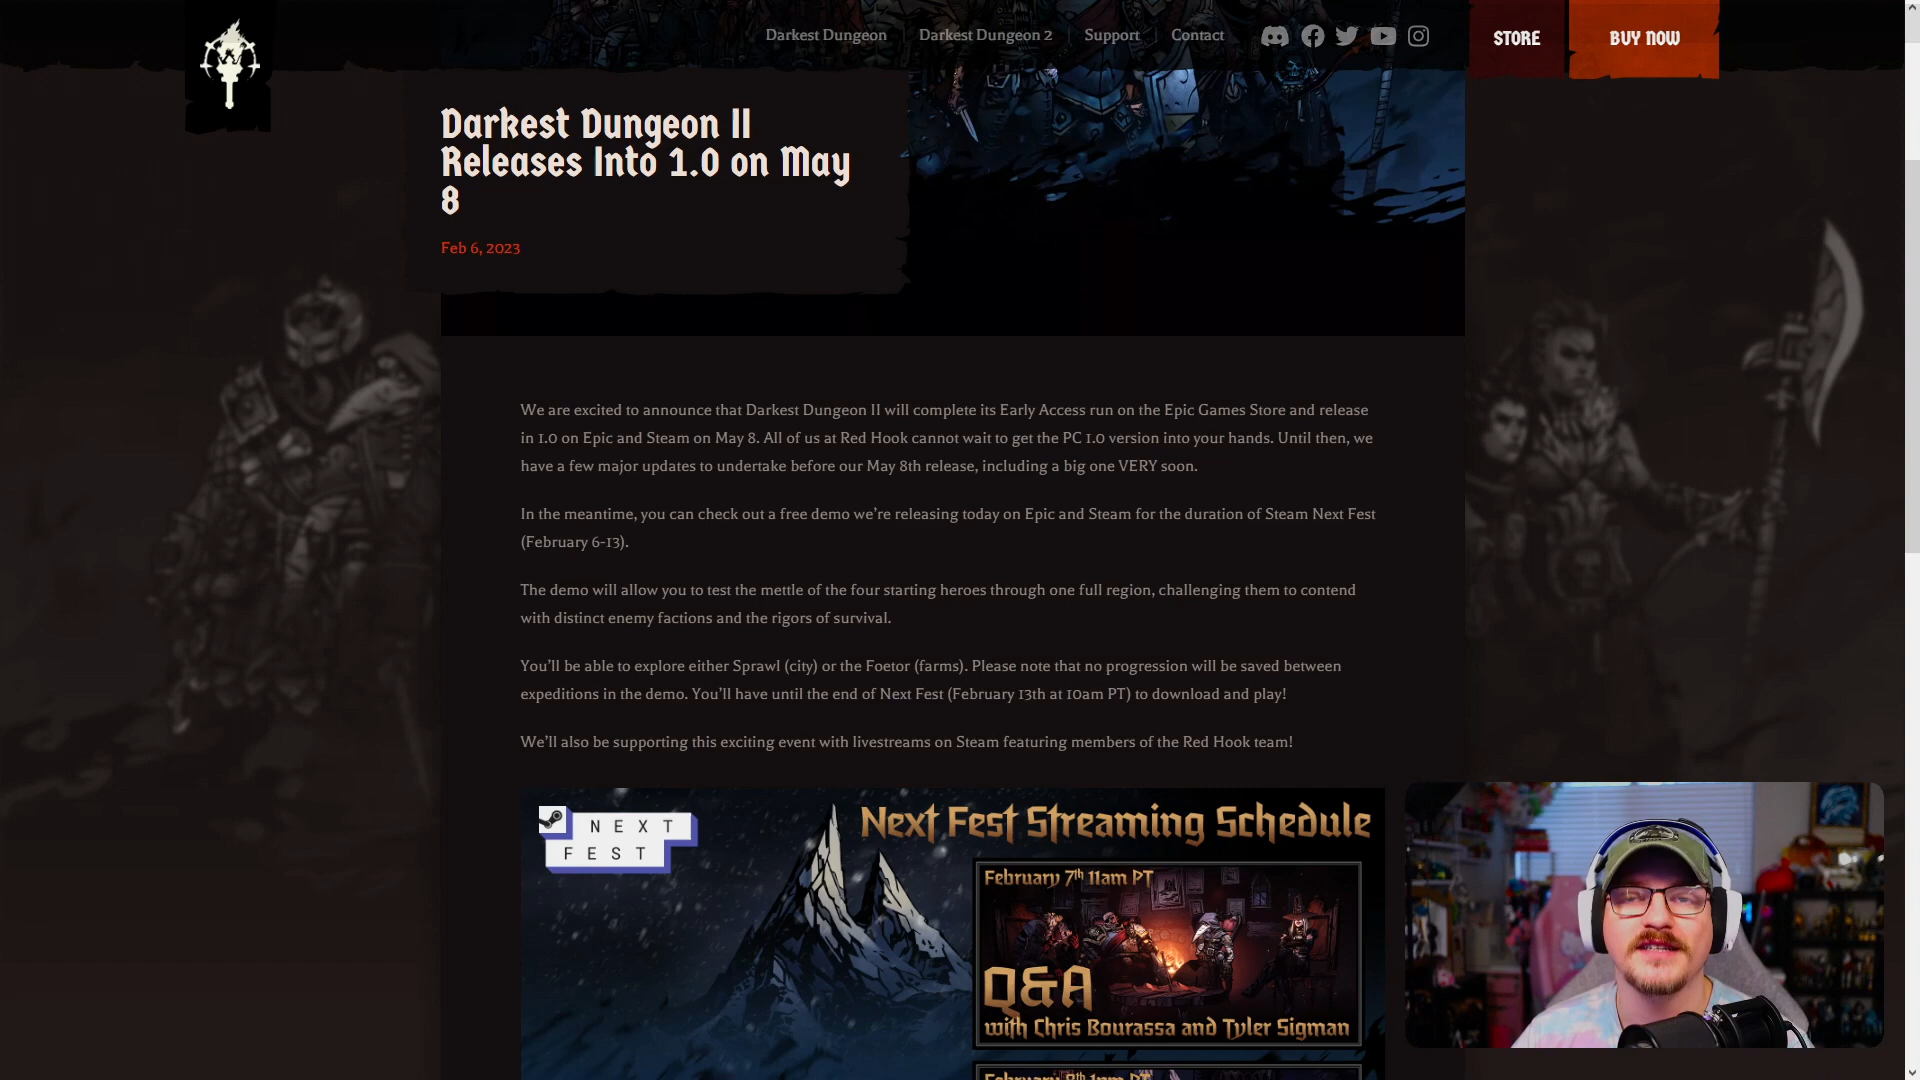 Darkest Dungeon
Darkest Dungeon 2
Support
Contact
STORE
BUY NOW
Darkest Dungeon II
Releases Into 1.0 on May
8
Feb 6, 2023
We are excited to announce that Darkest Dungeon II will complete its Early Access run on the Epic Games Store and release
in 1.0 on Epic and Steam on May 8. All of us at Red Hook cannot wait to get the PC 1.0 version into your hands. Until then, we
have a few major updates to undertake before our May 8th release, including a big one VERY soon.
In the meantime, you can check out a free demo we’re releasing today on Epic and Steam for the duration of Steam Next Fest
(February 6-13).
The demo will allow you to test the mettle of the four starting heroes through one full region, challenging them to contend
with distinct enemy factions and the rigors of survival.
You’ll be able to explore either Sprawl (city) or the Foetor (farms). Please note that no progression will be saved between
expeditions in the demo. You’ll have until the end of Next Fest (February 13th at 10am PT) to download and play!
We’ll also be supporting this exciting event with livestreams on Steam featuring members of the Red Hook team!
NEXT
FEST
Next Fest Streaming Schedule
February 7th 11am PT
Q&A
with Chris Bourassa and Tyler Sigman
February 8th 1pm PT